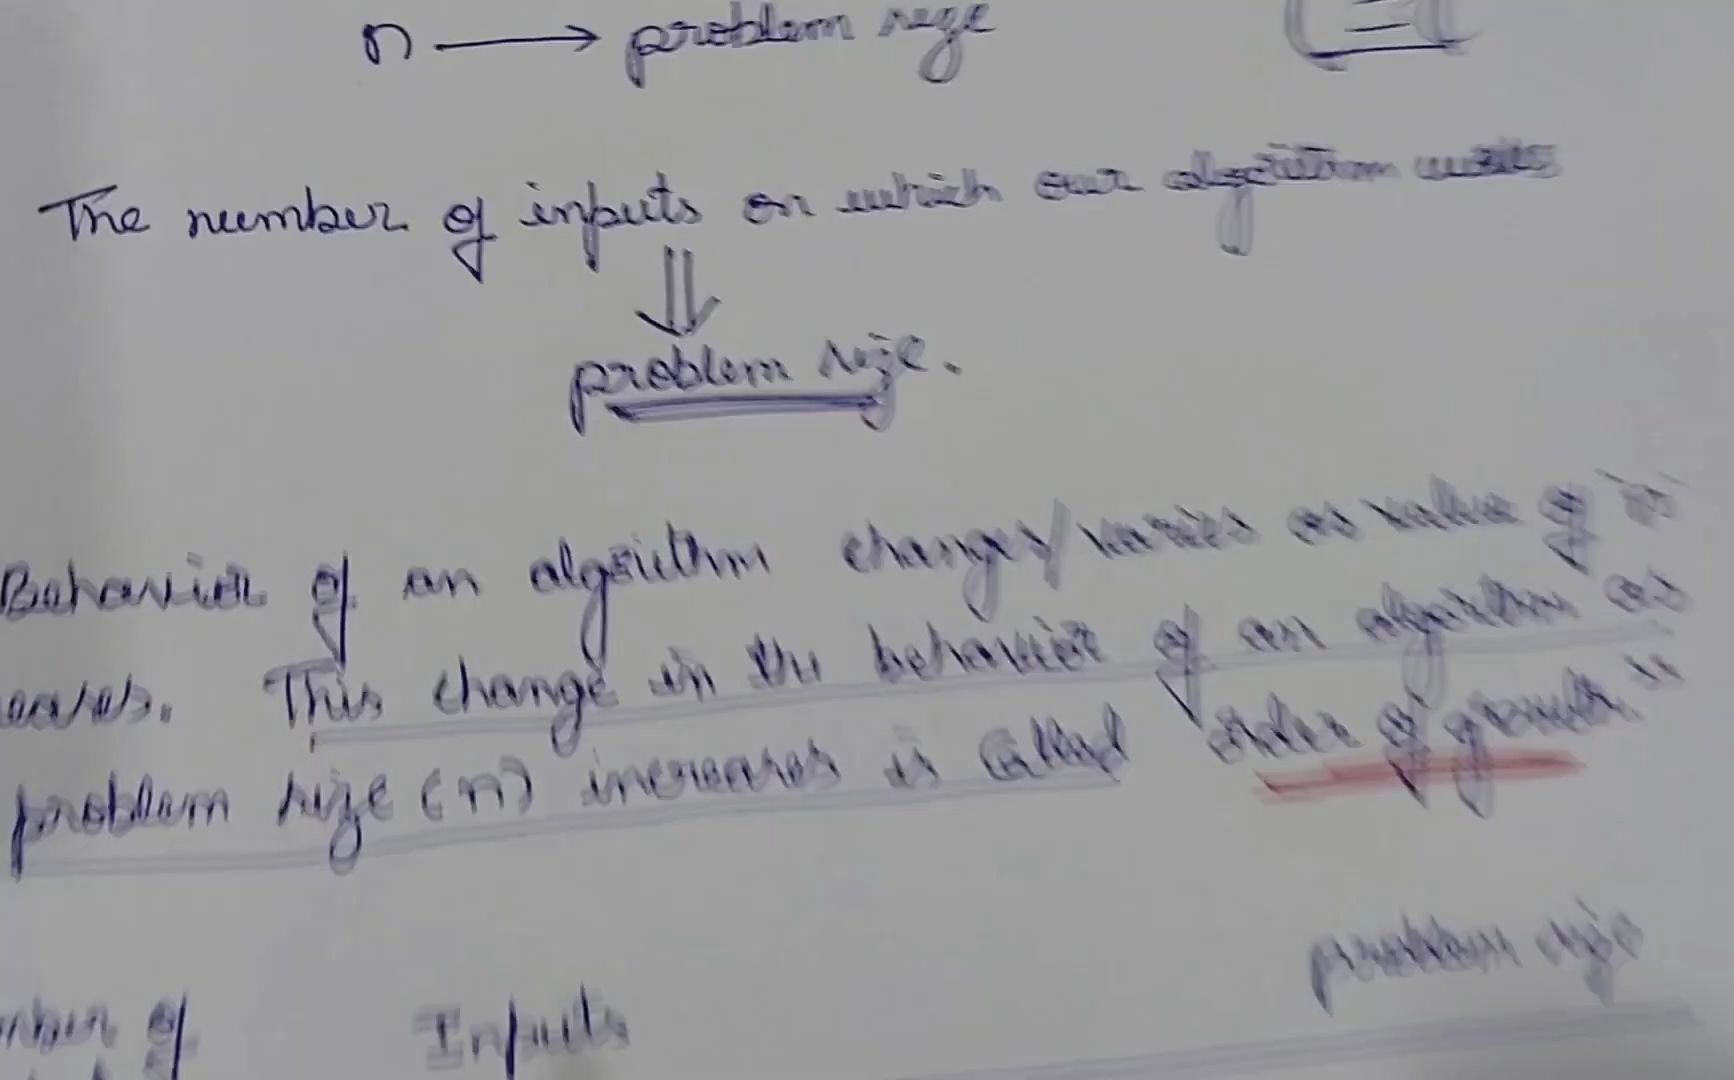 n → problem size
The number of inputs on which our algorithm works
⇓
problem size.
Behavior of an algorithm changes/varies as value of "n"
This change in the behavior of an algorithm as
problem size (n) increases is called "order of growth."
problem size
of Inputs